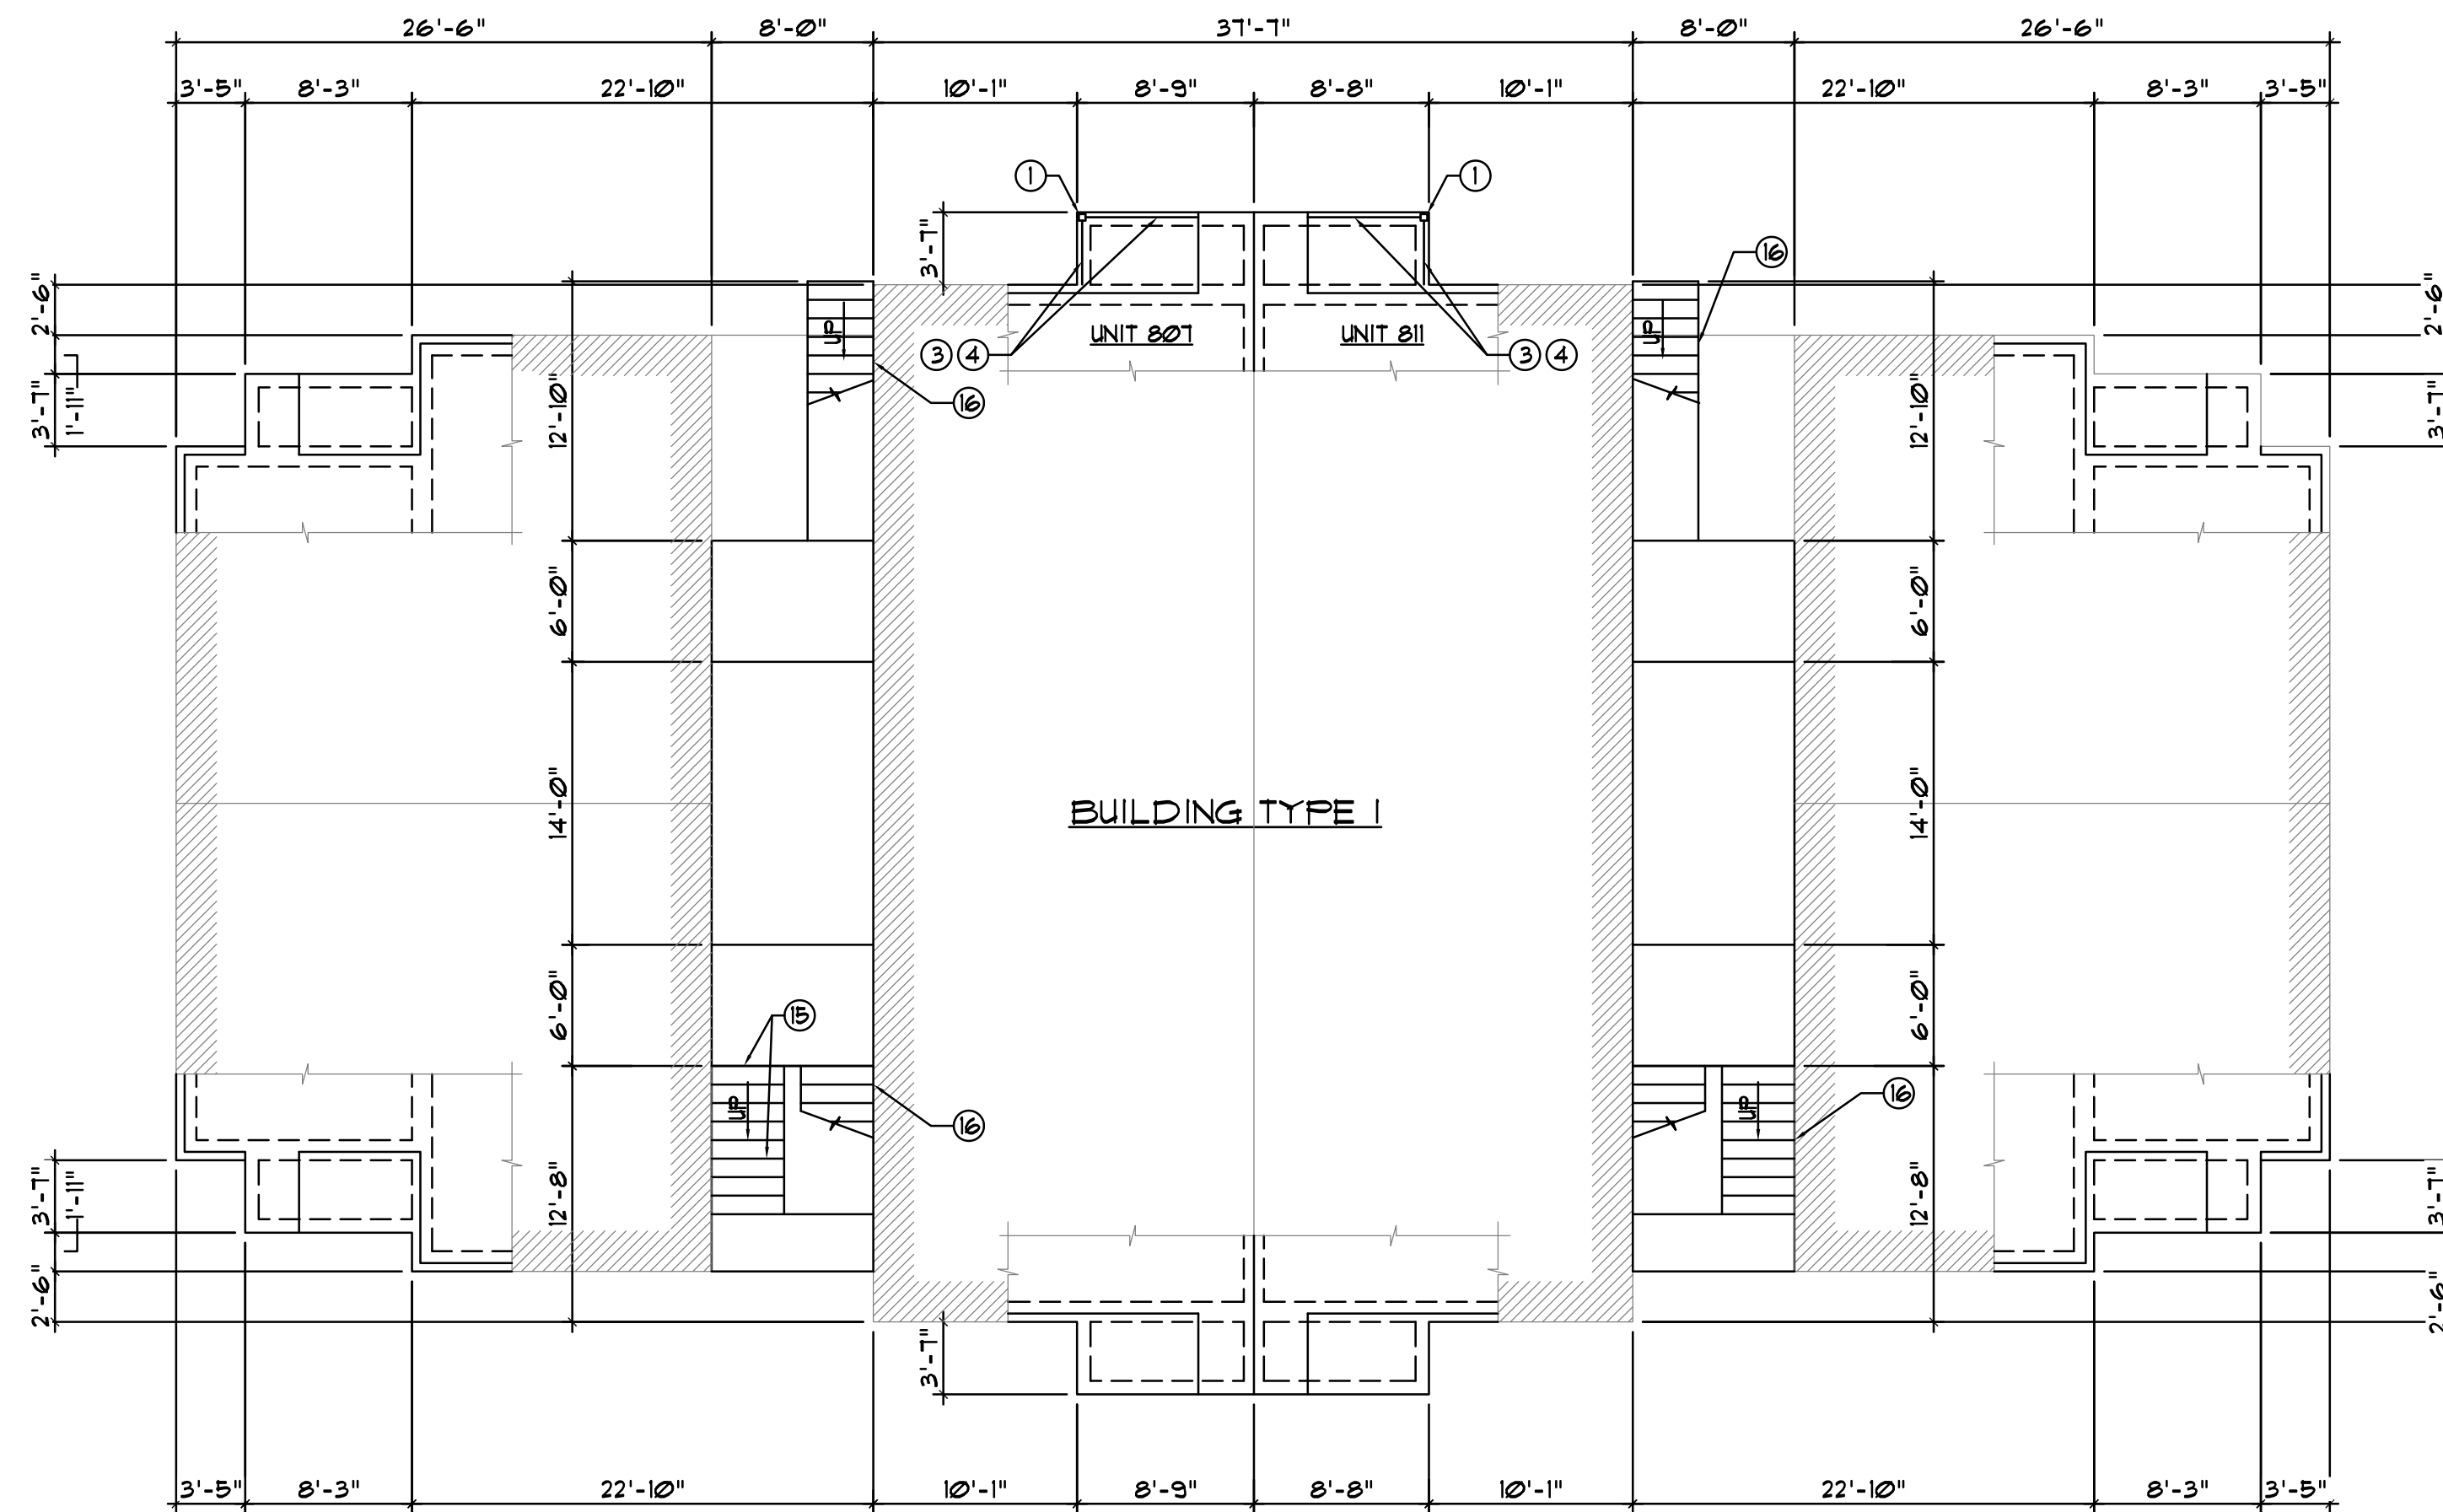 26'-6" 8'-0" 37'-7" 8'-0" 26'-6"
3'-5" 8'-3" 22'-10" 10'-1" 8'-9" 8'-8" 10'-1" 22'-10" 8'-3" 3'-5"
1 1
3'-7"
16
2'-6" 2'-6"
UP UP
UNIT 807 UNIT 811
3 4 3 4
3'-7" 1'-11" 12'-10" 16 12'-10" 3'-7"
6'-0" 6'-0"
14'-0" 14'-0"
BUILDING TYPE 1
6'-0" 6'-0"
15
UP UP 16
16
3'-7" 1'-11" 12'-8" 12'-8" 3'-7"
2'-6" 2'-6"
3'-7"
3'-5" 8'-3" 22'-10" 10'-1" 8'-9" 8'-8" 10'-1" 22'-10" 8'-3" 3'-5"